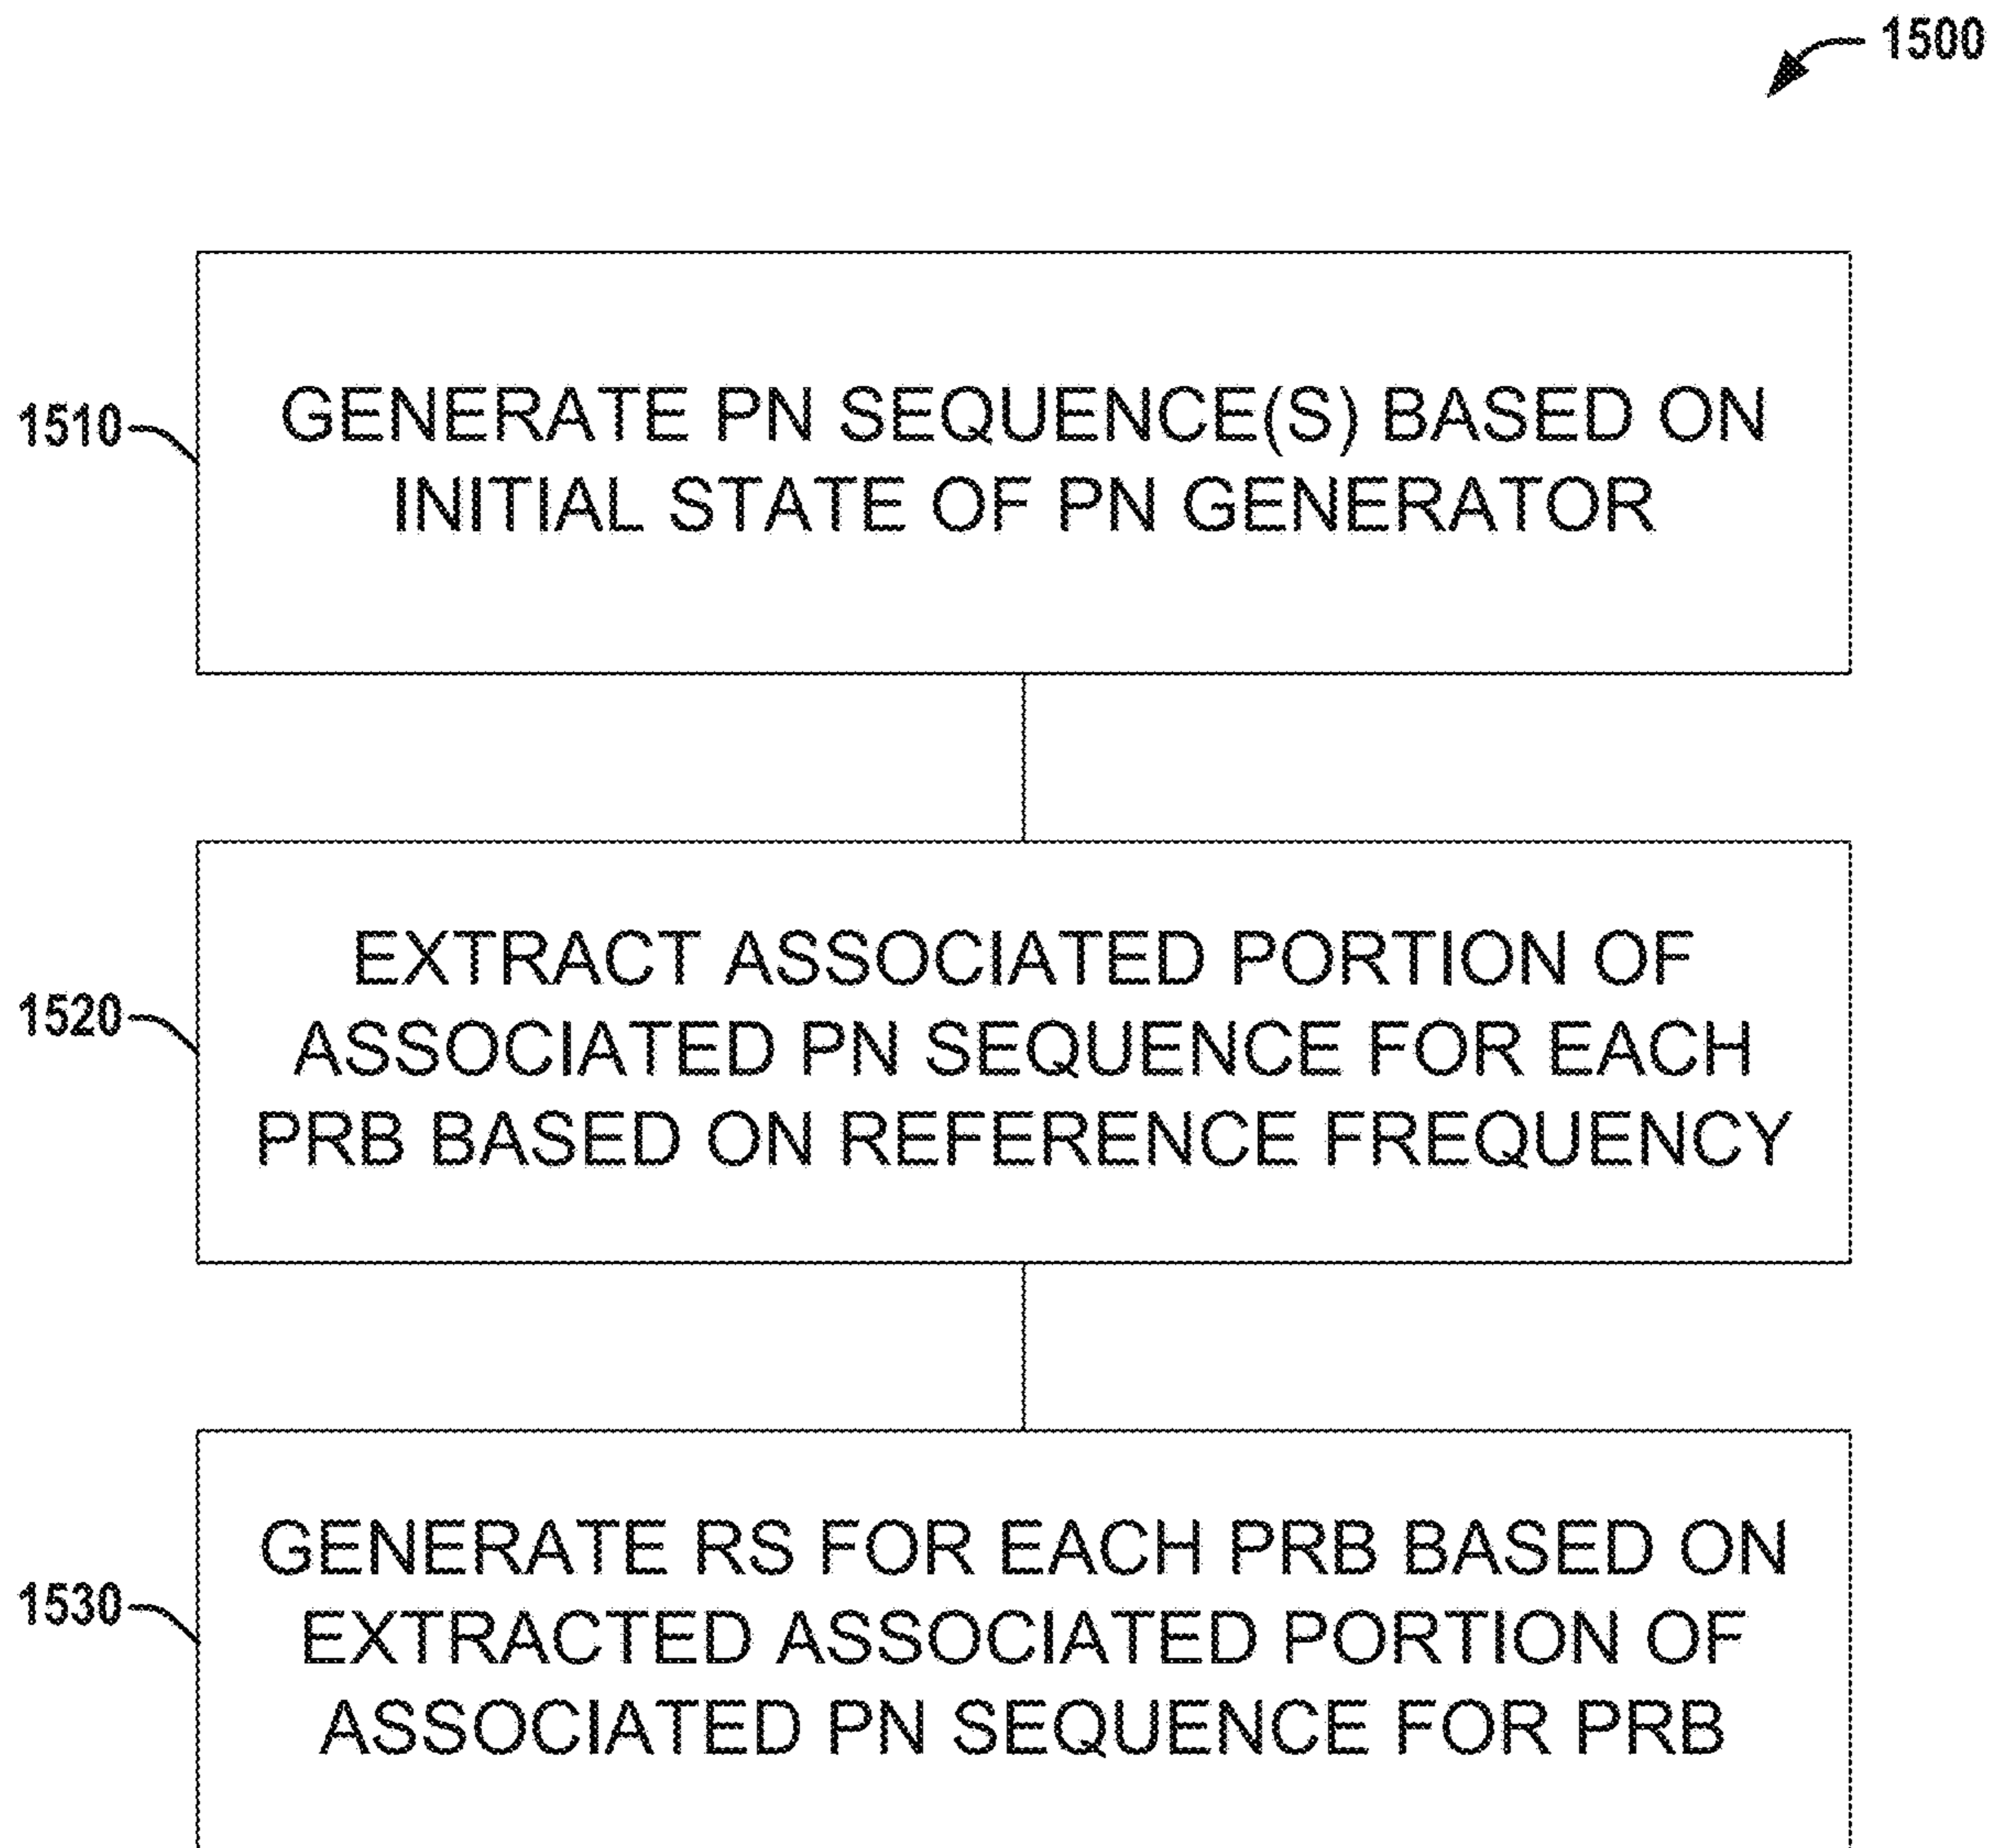 1500
1510
GENERATE PN SEQUENCE(S) BASED ON
INITIAL STATE OF PN GENERATOR
1520
EXTRACT ASSOCIATED PORTION OF
ASSOCIATED PN SEQUENCE FOR EACH
PRB BASED ON REFERENCE FREQUENCY
1530
GENERATE RS FOR EACH PRB BASED ON
EXTRACTED ASSOCIATED PORTION OF
ASSOCIATED PN SEQUENCE FOR PRB